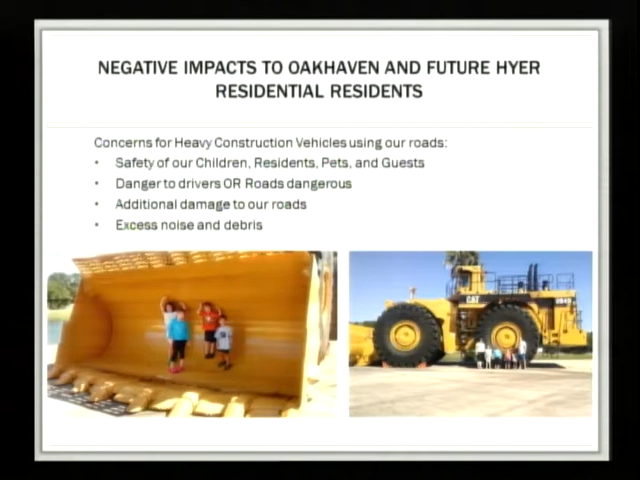 NEGATIVE IMPACTS TO OAKHAVEN AND FUTURE HYER
RESIDENTIAL RESIDENTS
Concerns for Heavy Construction Vehicles using our roads:
• Safety of our Children, Residents, Pets, and Guests
• Danger to drivers OR Roads dangerous
• Additional damage to our roads
• Excess noise and debris
CAT